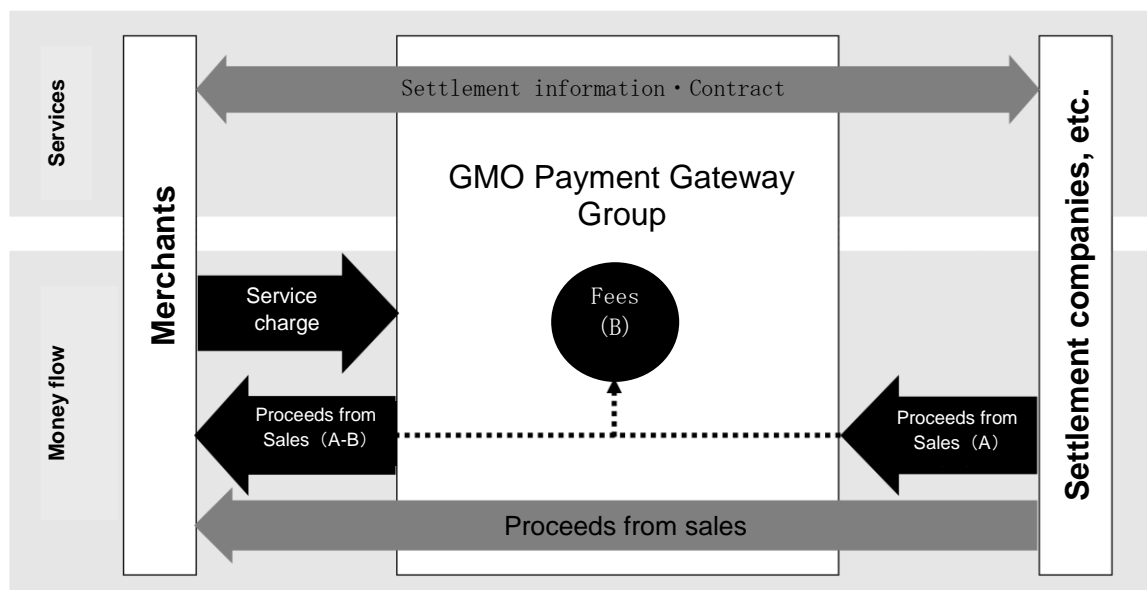 Services
Settlement information・Contract
Merchants
GMO Payment Gateway
Group
Settlement companies, etc.
Money flow
Service
charge
Fees
(B)
Proceeds from
Sales（A-B）
Proceeds from
Sales（A）
Proceeds from sales